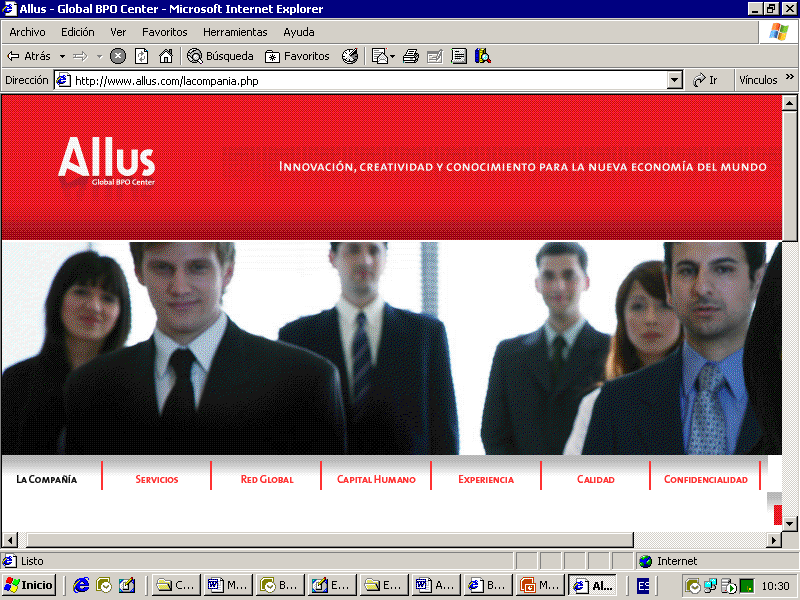 Allus - Global BPO Center - Microsoft Internet Explorer
Archivo Edición Ver Favoritos Herramientas Ayuda
Atrás Búsqueda Favoritos
Dirección http://www.allus.com/lacompania.php Ir Vínculos »
Allus
Global BPO Center
Innovación, creatividad y conocimiento para la nueva economía del mundo
La Compañía Servicios Red Global Capital Humano Experiencia Calidad Confidencialidad
Listo Internet
Inicio C... M... B... E... E... A... B... M... Al... ES 10:30